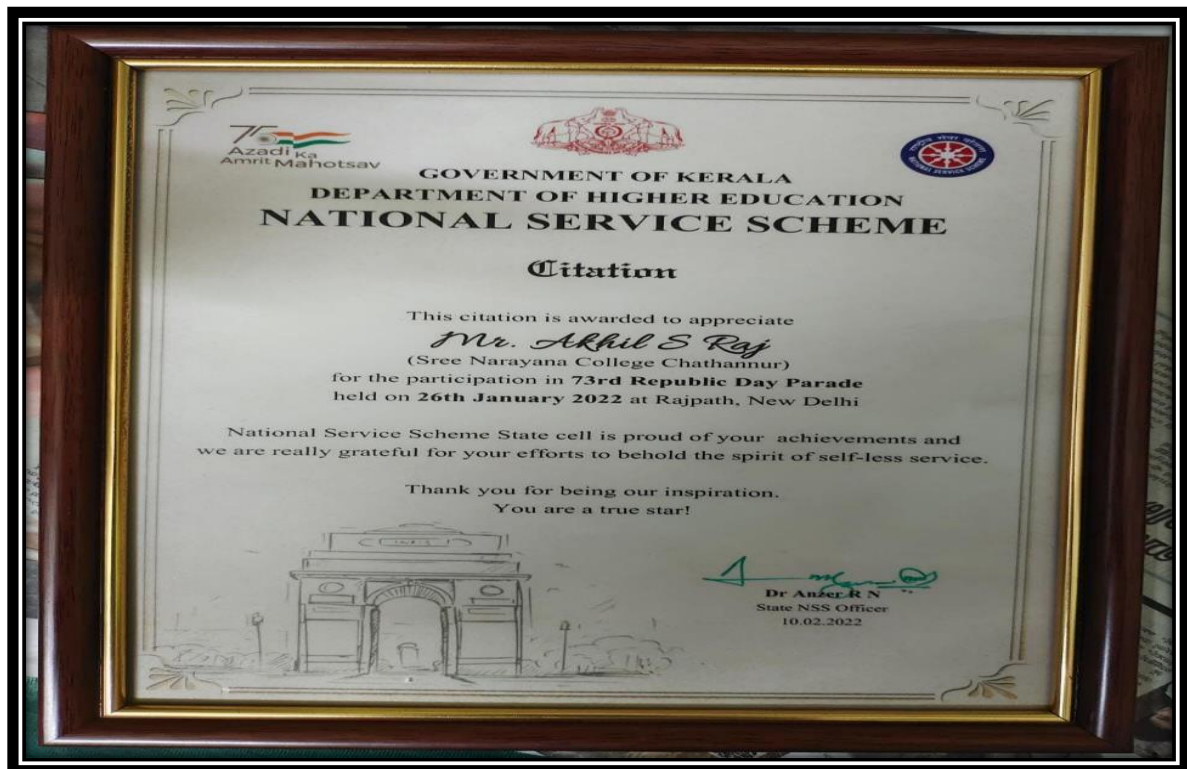 75
Azadi Ka
Amrit Mahotsav
GOVERNMENT OF KERALA
DEPARTMENT OF HIGHER EDUCATION
NATIONAL SERVICE SCHEME
Citation
This citation is awarded to appreciate
Mr. Akhil S Raj
(Sree Narayana College Chathannur)
for the participation in 73rd Republic Day Parade
held on 26th January 2022 at Rajpath, New Delhi
National Service Scheme State cell is proud of your achievements and
we are really grateful for your efforts to behold the spirit of self-less service.
Thank you for being our inspiration.
You are a true star!
Dr Anzer R N
State NSS Officer
10.02.2022